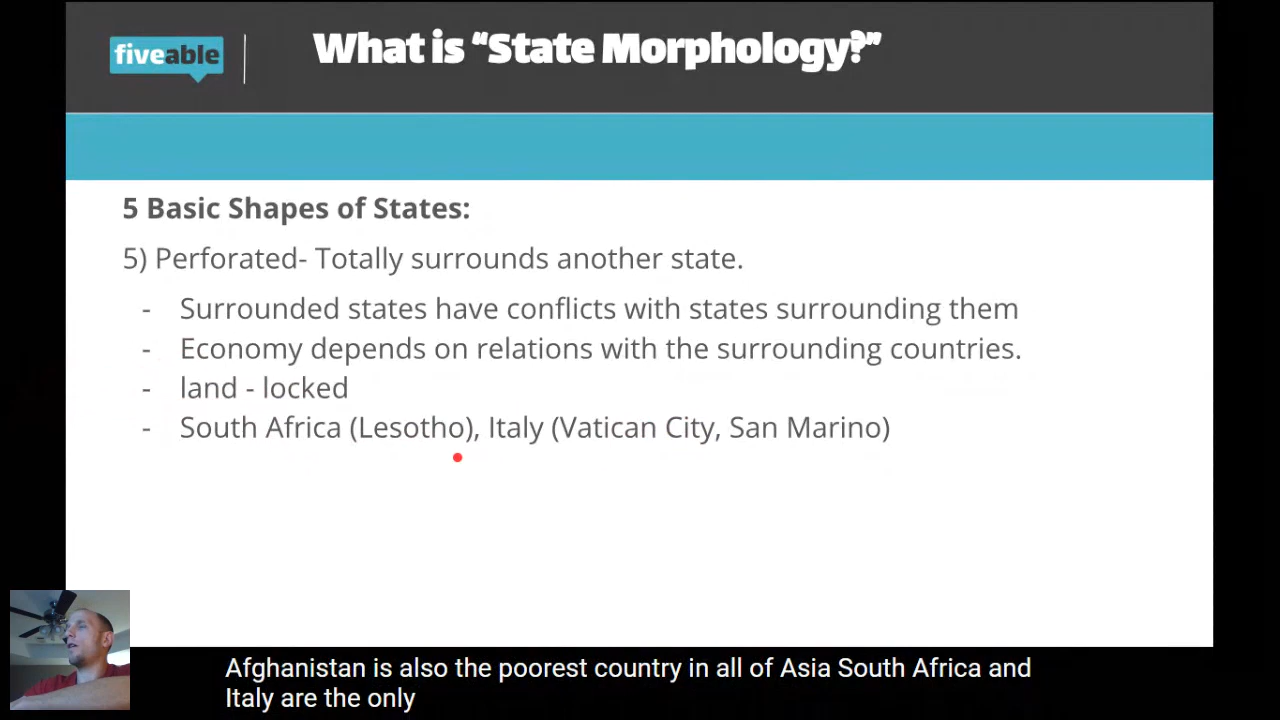 fiveable
What is “State Morphology?”
5 Basic Shapes of States:
5) Perforated- Totally surrounds another state.
- Surrounded states have conflicts with states surrounding them
- Economy depends on relations with the surrounding countries.
- land - locked
- South Africa (Lesotho), Italy (Vatican City, San Marino)
Afghanistan is also the poorest country in all of Asia South Africa and
Italy are the only